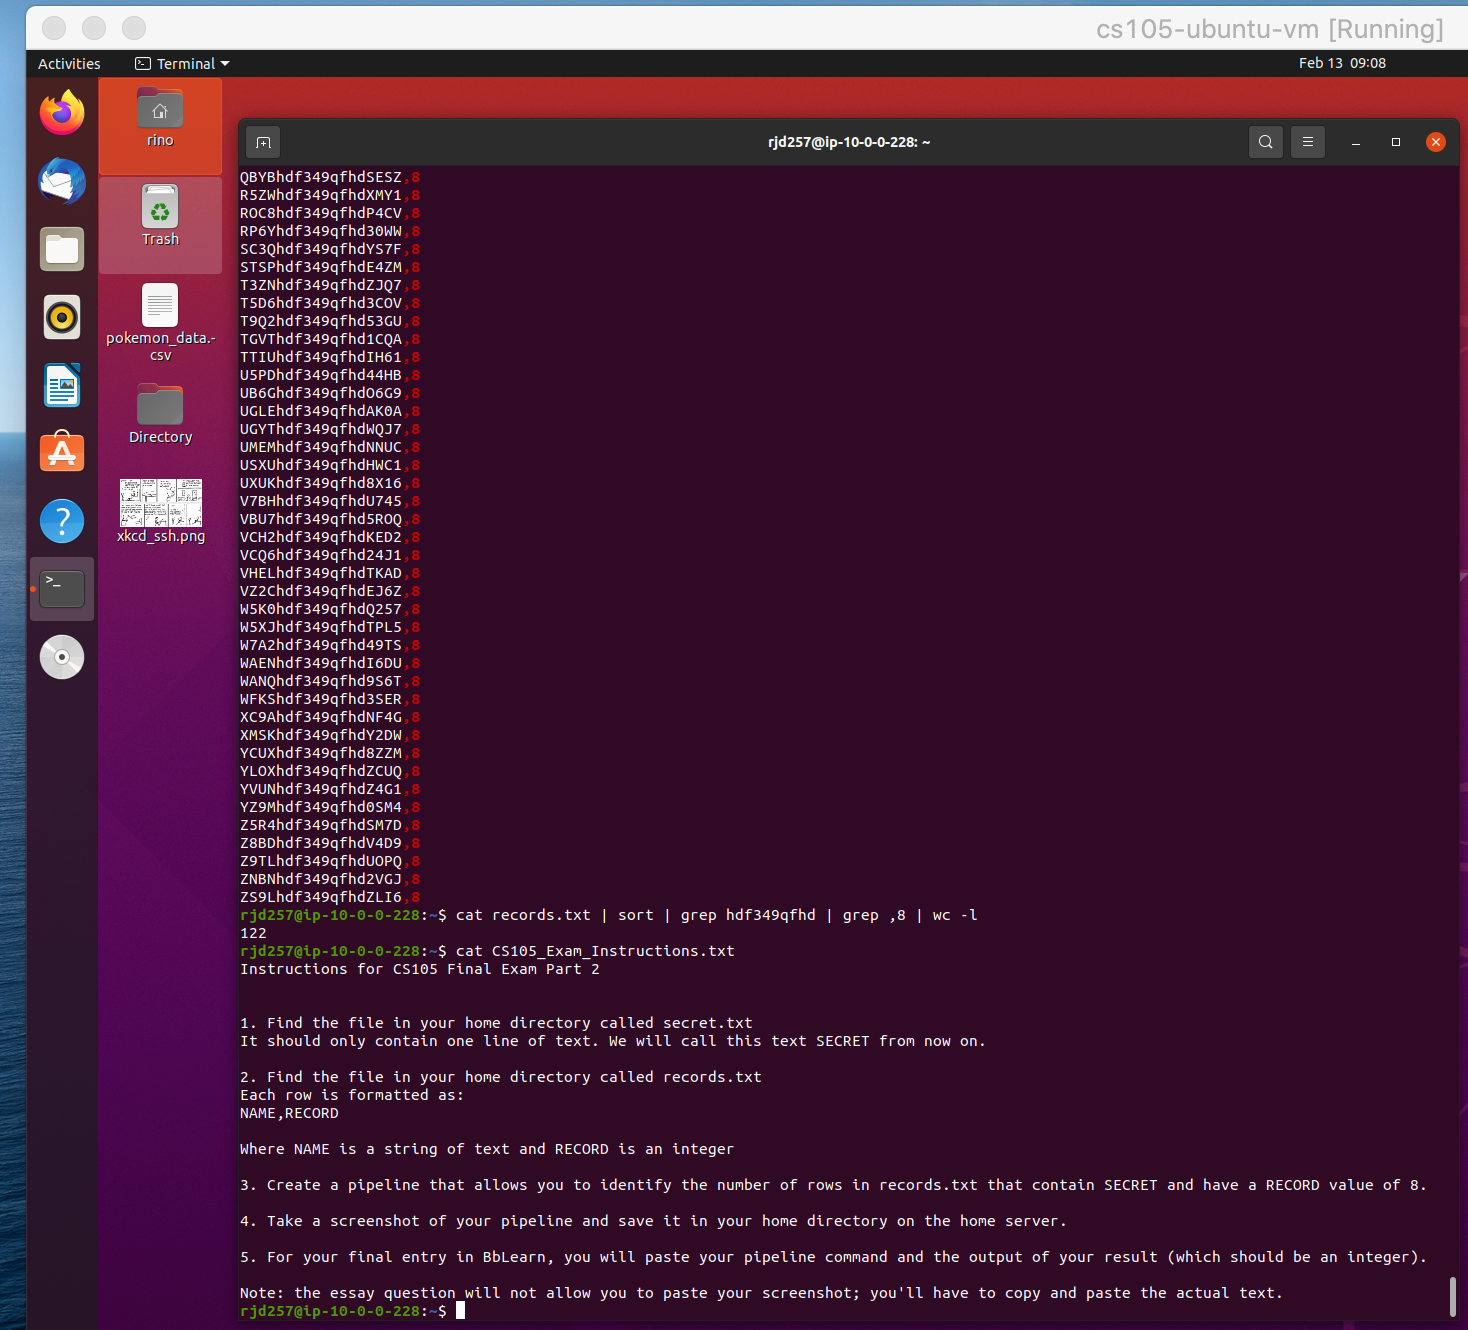 cs105-ubuntu-vm [Running]
Activities
Terminal
Feb 13 09:08
rino
Trash
pokemon_data.-
csv
Directory
xkcd_ssh.png
rjd257@ip-10-0-0-228: ~
QBYBhdf349qfhdSESZ,8
R5ZWhdf349qfhdXMY1,8
ROC8hdf349qfhdP4CV,8
RP6Yhdf349qfhd30WW,8
SC3Qhdf349qfhdYS7F,8
STSPhdf349qfhdE4ZM,8
T3ZNhdf349qfhdZJQ7,8
T5D6hdf349qfhd3COV,8
T9Q2hdf349qfhd53GU,8
TGVThdf349qfhd1CQA,8
TTIUhdf349qfhdIH61,8
U5PDhdf349qfhd44HB,8
UB6Ghdf349qfhdO6G9,8
UGLEhdf349qfhdAK0A,8
UGYThdf349qfhdWQJ7,8
UMEMhdf349qfhdNNUC,8
USXUhdf349qfhdHWC1,8
UXUKhdf349qfhd8X16,8
V7BHhdf349qfhdU745,8
VBU7hdf349qfhd5ROQ,8
VCH2hdf349qfhdKED2,8
VCQ6hdf349qfhd24J1,8
VHELhdf349qfhdTKAD,8
VZ2Chdf349qfhdEJ6Z,8
W5K0hdf349qfhdQ257,8
W5XJhdf349qfhdTPL5,8
W7A2hdf349qfhd49TS,8
WAENhdf349qfhdI6DU,8
WANQhdf349qfhd9S6T,8
WFKShdf349qfhd3SER,8
XC9Ahdf349qfhdNF4G,8
XMSKhdf349qfhdY2DW,8
YCUXhdf349qfhd8ZZM,8
YLOXhdf349qfhdZCUQ,8
YVUNhdf349qfhdZ4G1,8
YZ9Mhdf349qfhd0SM4,8
Z5R4hdf349qfhdSM7D,8
Z8BDhdf349qfhdV4D9,8
Z9TLhdf349qfhdUOPQ,8
ZNBNhdf349qfhd2VGJ,8
ZS9Lhdf349qfhdZLI6,8
rjd257@ip-10-0-0-228:~$ cat records.txt | sort | grep hdf349qfhd | grep ,8 | wc -l
122
rjd257@ip-10-0-0-228:~$ cat CS105_Exam_Instructions.txt
Instructions for CS105 Final Exam Part 2
1. Find the file in your home directory called secret.txt
It should only contain one line of text. We will call this text SECRET from now on.
2. Find the file in your home directory called records.txt
Each row is formatted as:
NAME,RECORD
Where NAME is a string of text and RECORD is an integer
3. Create a pipeline that allows you to identify the number of rows in records.txt that contain SECRET and have a RECORD value of 8.
4. Take a screenshot of your pipeline and save it in your home directory on the home server.
5. For your final entry in BbLearn, you will paste your pipeline command and the output of your result (which should be an integer).
Note: the essay question will not allow you to paste your screenshot; you'll have to copy and paste the actual text.
rjd257@ip-10-0-0-228:~$